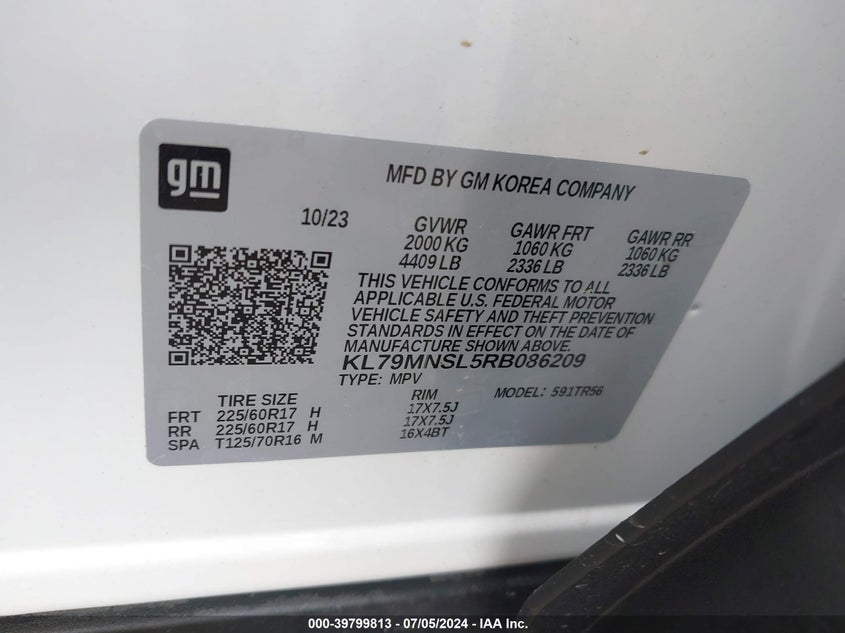 gm
MFD BY GM KOREA COMPANY
10/23 GVWR GAWR FRT GAWR RR
2000 KG 1060 KG 1060 KG
4409 LB 2336 LB 2336 LB
THIS VEHICLE CONFORMS TO ALL
APPLICABLE U.S. FEDERAL MOTOR
VEHICLE SAFETY AND THEFT PREVENTION
STANDARDS IN EFFECT ON THE DATE OF
MANUFACTURE SHOWN ABOVE.
KL79MNSL5RB086209
TYPE: MPV MODEL: 591TR56
TIRE SIZE RIM
FRT 225/60R17 H 17X7.5J
RR 225/60R17 H 17X7.5J
SPA T125/70R16 M 16X4BT
000-39799813 - 07/05/2024 - IAA Inc.